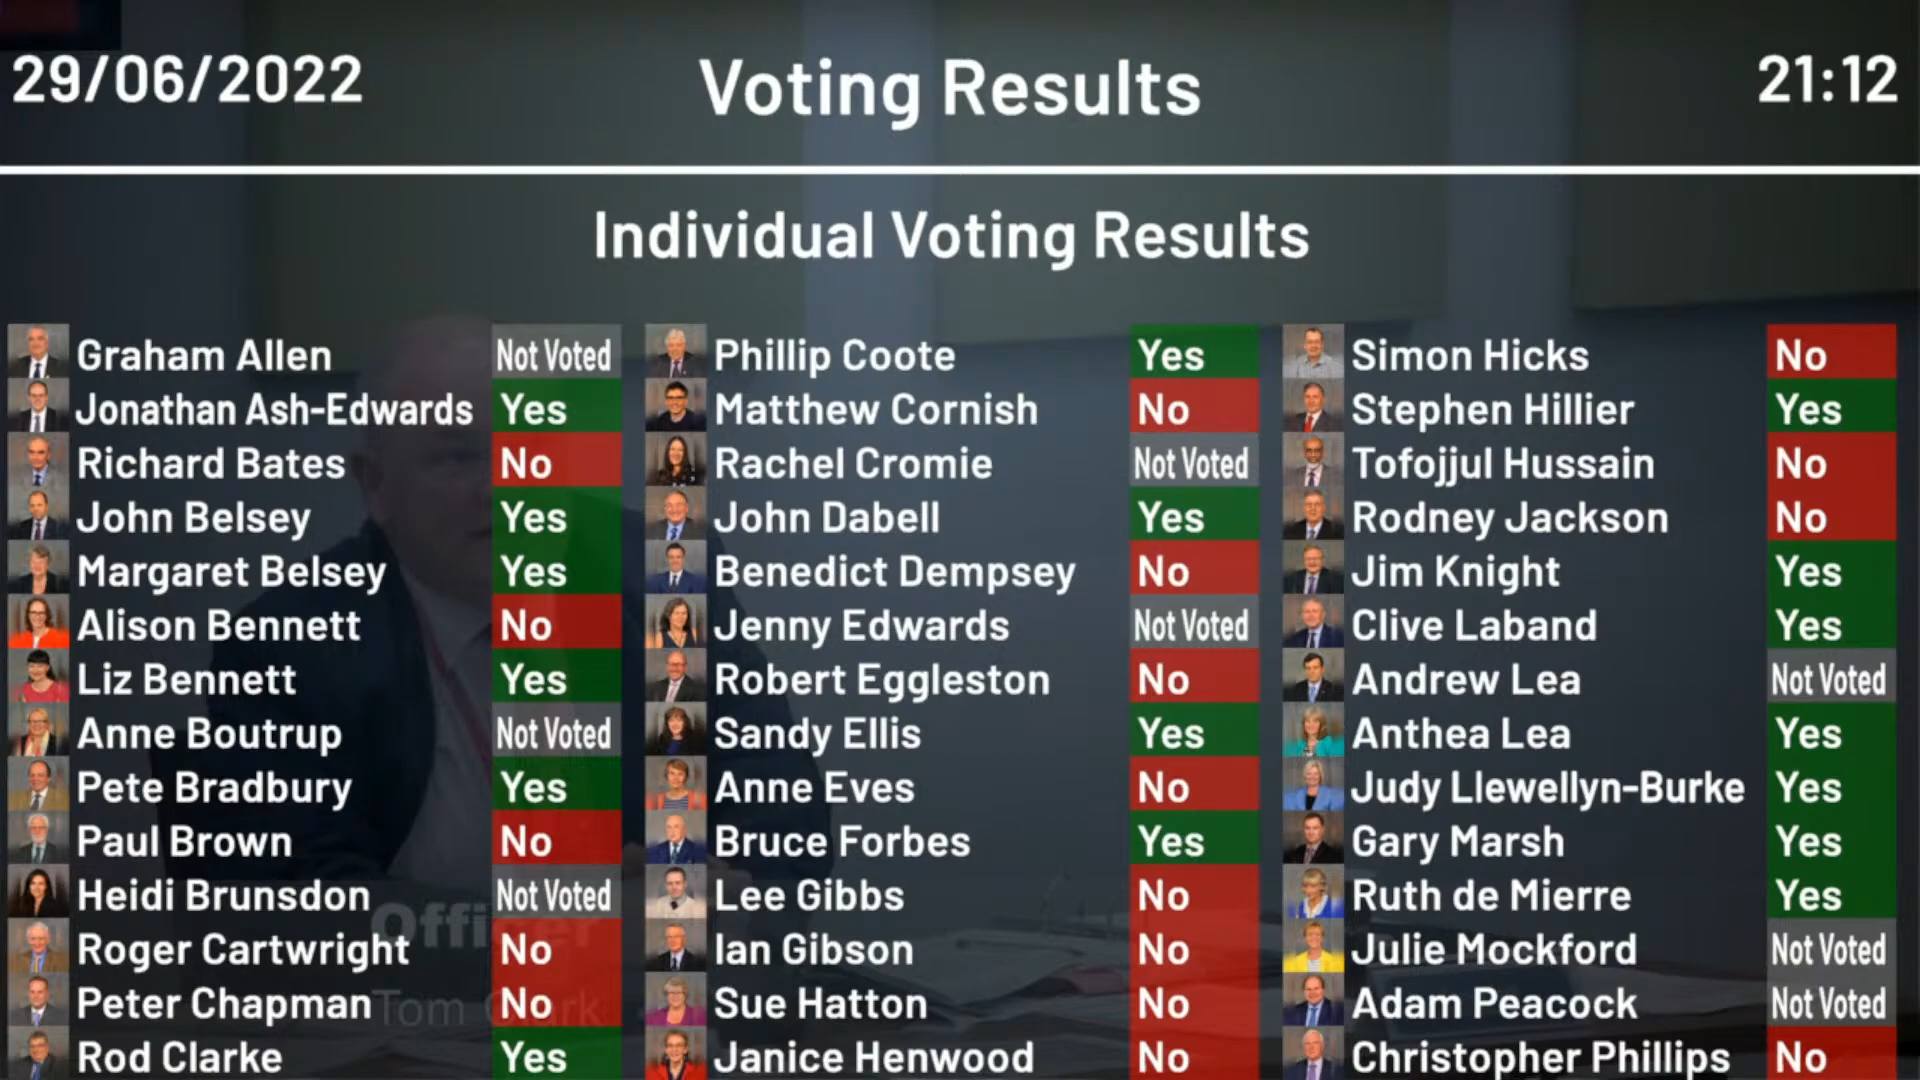 29/06/2022 Voting Results 21:12
Individual Voting Results
Graham Allen Not Voted Phillip Coote Yes Simon Hicks No
Jonathan Ash-Edwards Yes Matthew Cornish No Stephen Hillier Yes
Richard Bates No Rachel Cromie Not Voted Tofojjul Hussain No
John Belsey Yes John Dabell Yes Rodney Jackson No
Margaret Belsey Yes Benedict Dempsey No Jim Knight Yes
Alison Bennett No Jenny Edwards Not Voted Clive Laband Yes
Liz Bennett Yes Robert Eggleston No Andrew Lea Not Voted
Anne Boutrup Not Voted Sandy Ellis Yes Anthea Lea Yes
Pete Bradbury Yes Anne Eves No Judy Llewellyn-Burke Yes
Paul Brown No Bruce Forbes Yes Gary Marsh Yes
Heidi Brunsdon Not Voted Lee Gibbs No Ruth de Mierre Yes
Officer
Roger Cartwright No Ian Gibson No Julie Mockford Not Voted
Peter Chapman No Sue Hatton No Adam Peacock Not Voted
Tom Clark
Rod Clarke Yes Janice Henwood No Christopher Phillips No